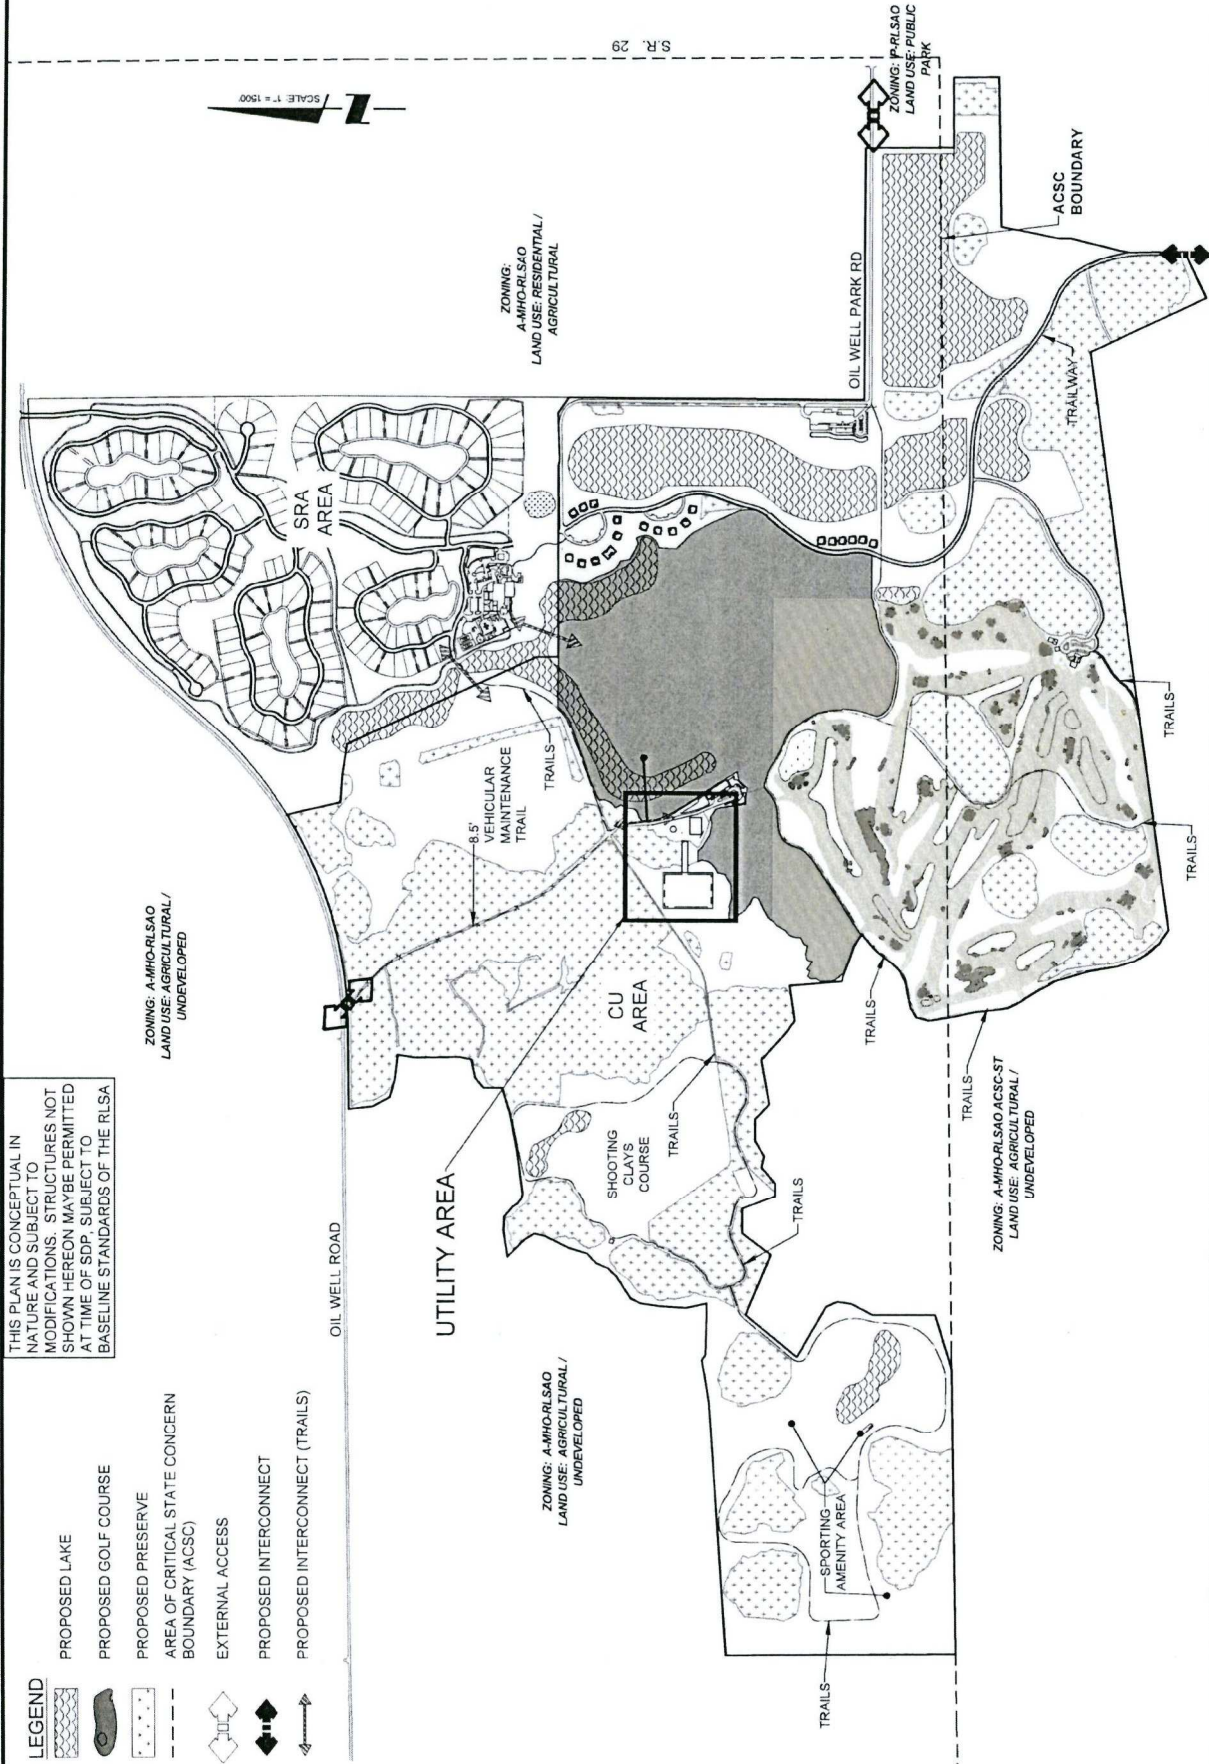 THIS PLAN IS CONCEPTUAL IN
NATURE AND SUBJECT TO
MODIFICATIONS. STRUCTURES NOT
SHOWN HEREON MAYBE PERMITTED
AT TIME OF SDP, SUBJECT TO
BASELINE STANDARDS OF THE RLSA
LEGEND
PROPOSED LAKE
PROPOSED GOLF COURSE
PROPOSED PRESERVE
AREA OF CRITICAL STATE CONCERN
BOUNDARY (ACSC)
EXTERNAL ACCESS
PROPOSED INTERCONNECT
PROPOSED INTERCONNECT (TRAILS)
OIL WELL ROAD
ZONING: A-MHO-RLSAO
LAND USE: AGRICULTURAL /
UNDEVELOPED
SCALE: 1" = 1500'
S.R. 29
ZONING:
A-MHO-RLSAO
LAND USE: RESIDENTIAL /
AGRICULTURAL
ZONING: P-RLSAO
LAND USE: PUBLIC
PARK
SRA
AREA
8.5'
VEHICULAR
MAINTENANCE
TRAIL
TRAILS
OIL WELL PARK RD
ACSC
BOUNDARY
TRAILWAY
UTILITY AREA
CU
AREA
SHOOTING
CLAYS
COURSE
TRAILS
TRAILS
ZONING: A-MHO-RLSAO
LAND USE: AGRICULTURAL /
UNDEVELOPED
SPORTING
AMENITY AREA
TRAILS
TRAILS
TRAILS
TRAILS
TRAILS
ZONING: A-MHO-RLSAO ACSC-ST
LAND USE: AGRICULTURAL /
UNDEVELOPED